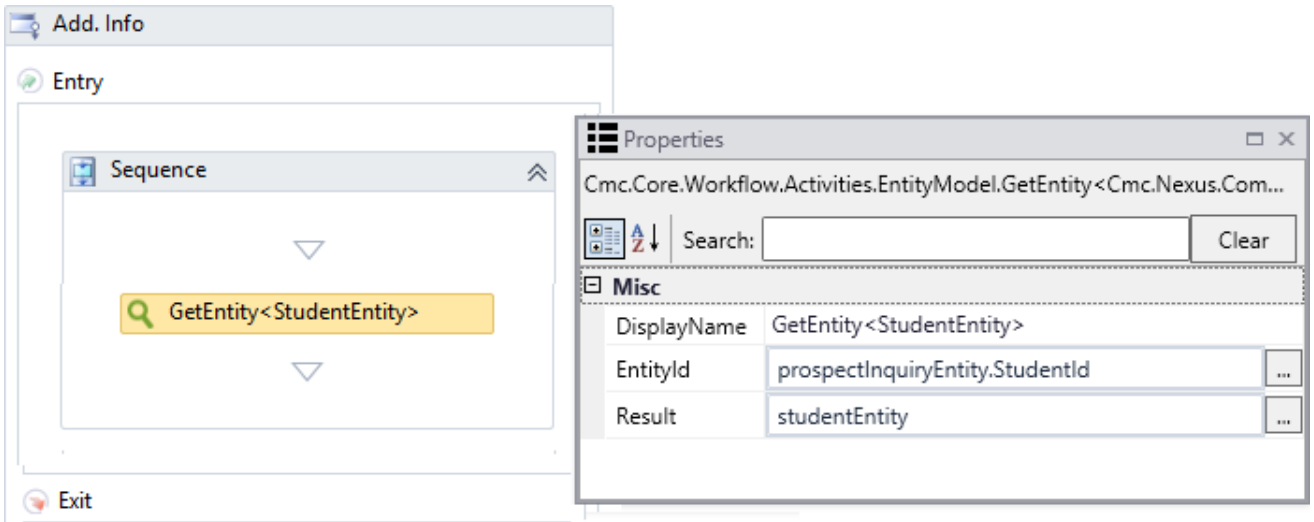 Add. Info
Entry
Sequence
GetEntity<StudentEntity>
Exit
Properties
Cmc.Core.Workflow.Activities.EntityModel.GetEntity<Cmc.Nexus.Com...
A Z Search: Clear
Misc
DisplayName GetEntity<StudentEntity>
EntityId prospectInquiryEntity.StudentId ...
Result studentEntity ...